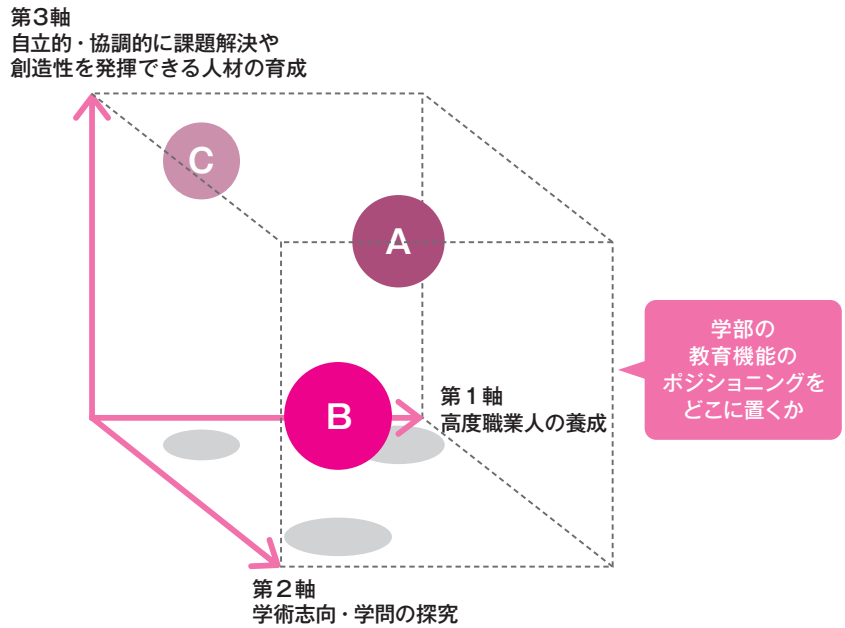 第3軸
自立的・協調的に課題解決や
創造性を発揮できる人材の育成
C
A
学部の
教育機能の
ポジショニングを
どこに置くか
B
第1軸
高度職業人の養成
第2軸
学術志向・学問の探究